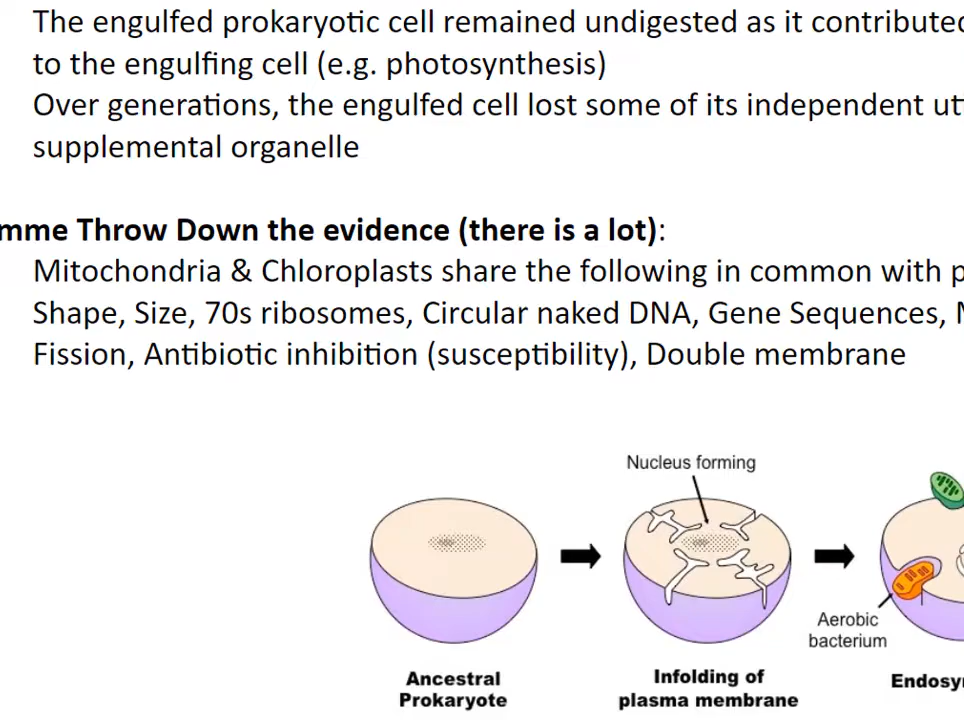 The engulfed prokaryotic cell remained undigested as it contributed
to the engulfing cell (e.g. photosynthesis)
Over generations, the engulfed cell lost some of its independent
supplemental organelle
Throw Down the evidence (there is a lot):
Mitochondria & Chloroplasts share the following in common with
Shape, Size, 70s ribosomes, Circular naked DNA, Gene Sequences,
Fission, Antibiotic inhibition (susceptibility), Double membrane
Nucleus forming
Aerobic
bacterium
Ancestral
Prokaryote
Infolding of
plasma membrane